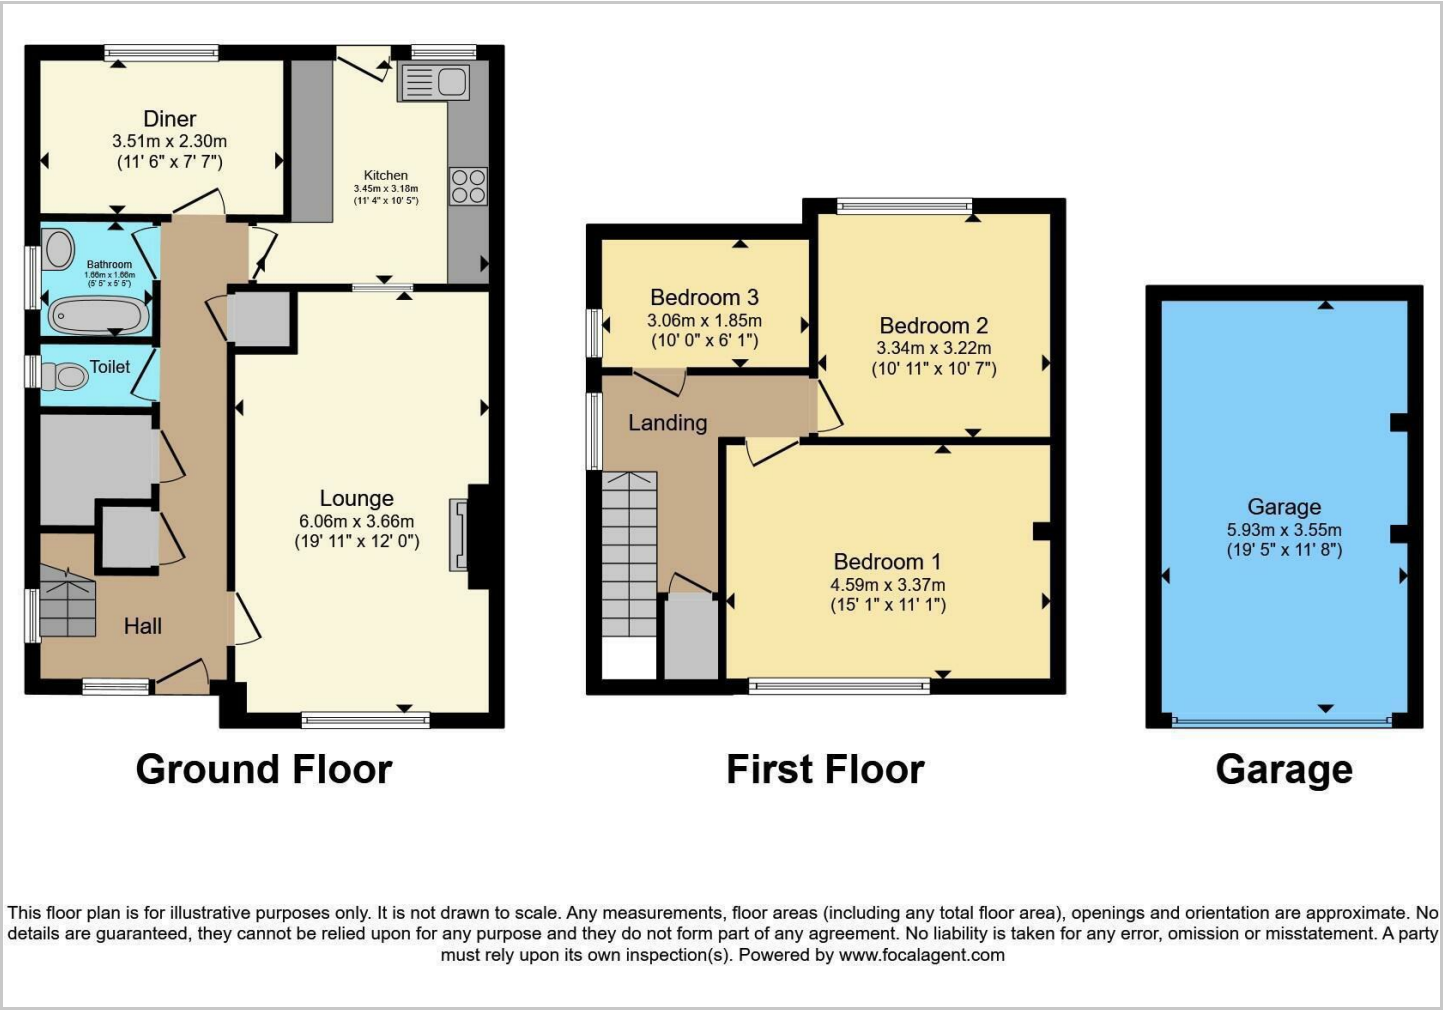 Diner
3.51m x 2.30m
(11' 6" x 7' 7")
Kitchen
3.45m x 3.18m
(11' 4" x 10' 5")
Bathroom
1.66m x 1.66m
(5' 5" x 5' 5")
Toilet
Lounge
6.06m x 3.66m
(19' 11" x 12' 0")
Hall
Ground Floor
Bedroom 3
3.06m x 1.85m
(10' 0" x 6' 1")
Bedroom 2
3.34m x 3.22m
(10' 11" x 10' 7")
Landing
Bedroom 1
4.59m x 3.37m
(15' 1" x 11' 1")
First Floor
Garage
5.93m x 3.55m
(19' 5" x 11' 8")
Garage
This floor plan is for illustrative purposes only. It is not drawn to scale. Any measurements, floor areas (including any total floor area), openings and orientation are approximate. No
details are guaranteed, they cannot be relied upon for any purpose and they do not form part of any agreement. No liability is taken for any error, omission or misstatement. A party
must rely upon its own inspection(s). Powered by www.focalagent.com